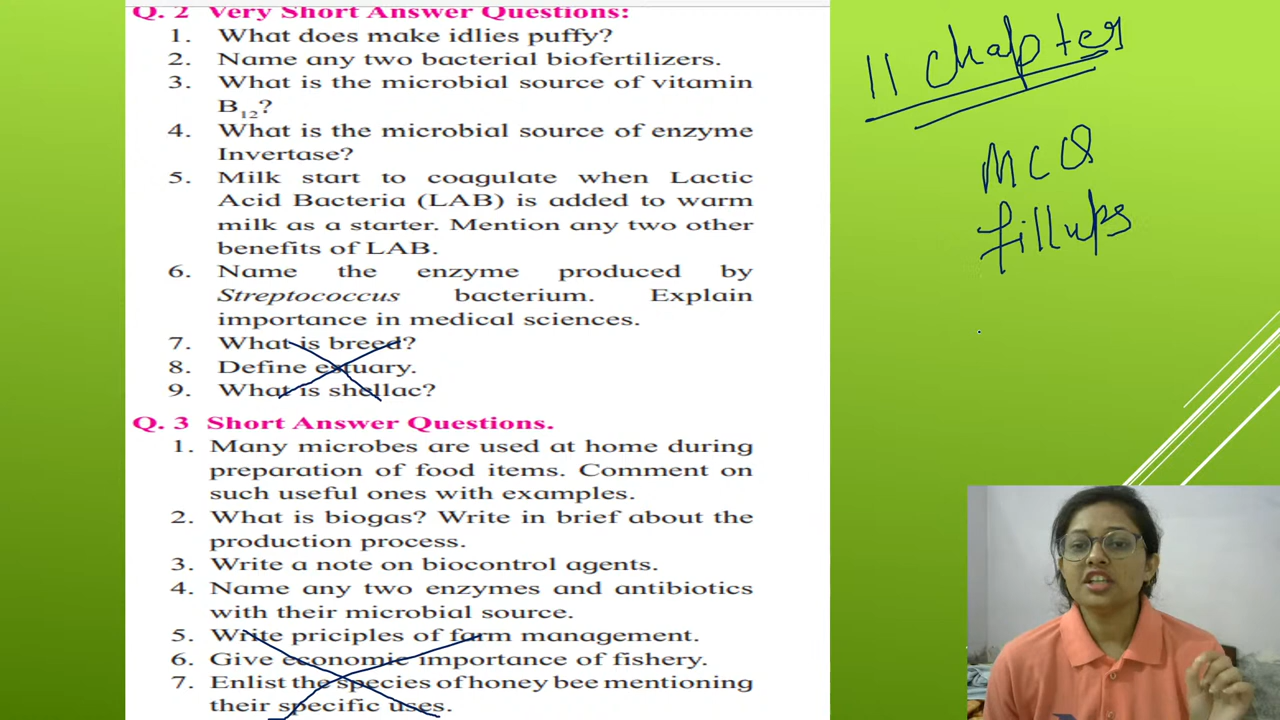 Q. 2 Very Short Answer Questions:
1. What does make idlies puffy?
2. Name any two bacterial biofertilizers.
3. What is the microbial source of vitamin
B12?
4. What is the microbial source of enzyme
Invertase?
5. Milk start to coagulate when Lactic
Acid Bacteria (LAB) is added to warm
milk as a starter. Mention any two other
benefits of LAB.
6. Name the enzyme produced by
Streptococcus bacterium. Explain
importance in medical sciences.
7. What is breed?
8. Define estuary.
9. What is shellac?
Q. 3 Short Answer Questions.
1. Many microbes are used at home during
preparation of food items. Comment on
such useful ones with examples.
2. What is biogas? Write in brief about the
production process.
3. Write a note on biocontrol agents.
4. Name any two enzymes and antibiotics
with their microbial source.
5. Write priciples of farm management.
6. Give economic importance of fishery.
7. Enlist the species of honey bee mentioning
their specific uses.
11 chapter
MCQ
fillups